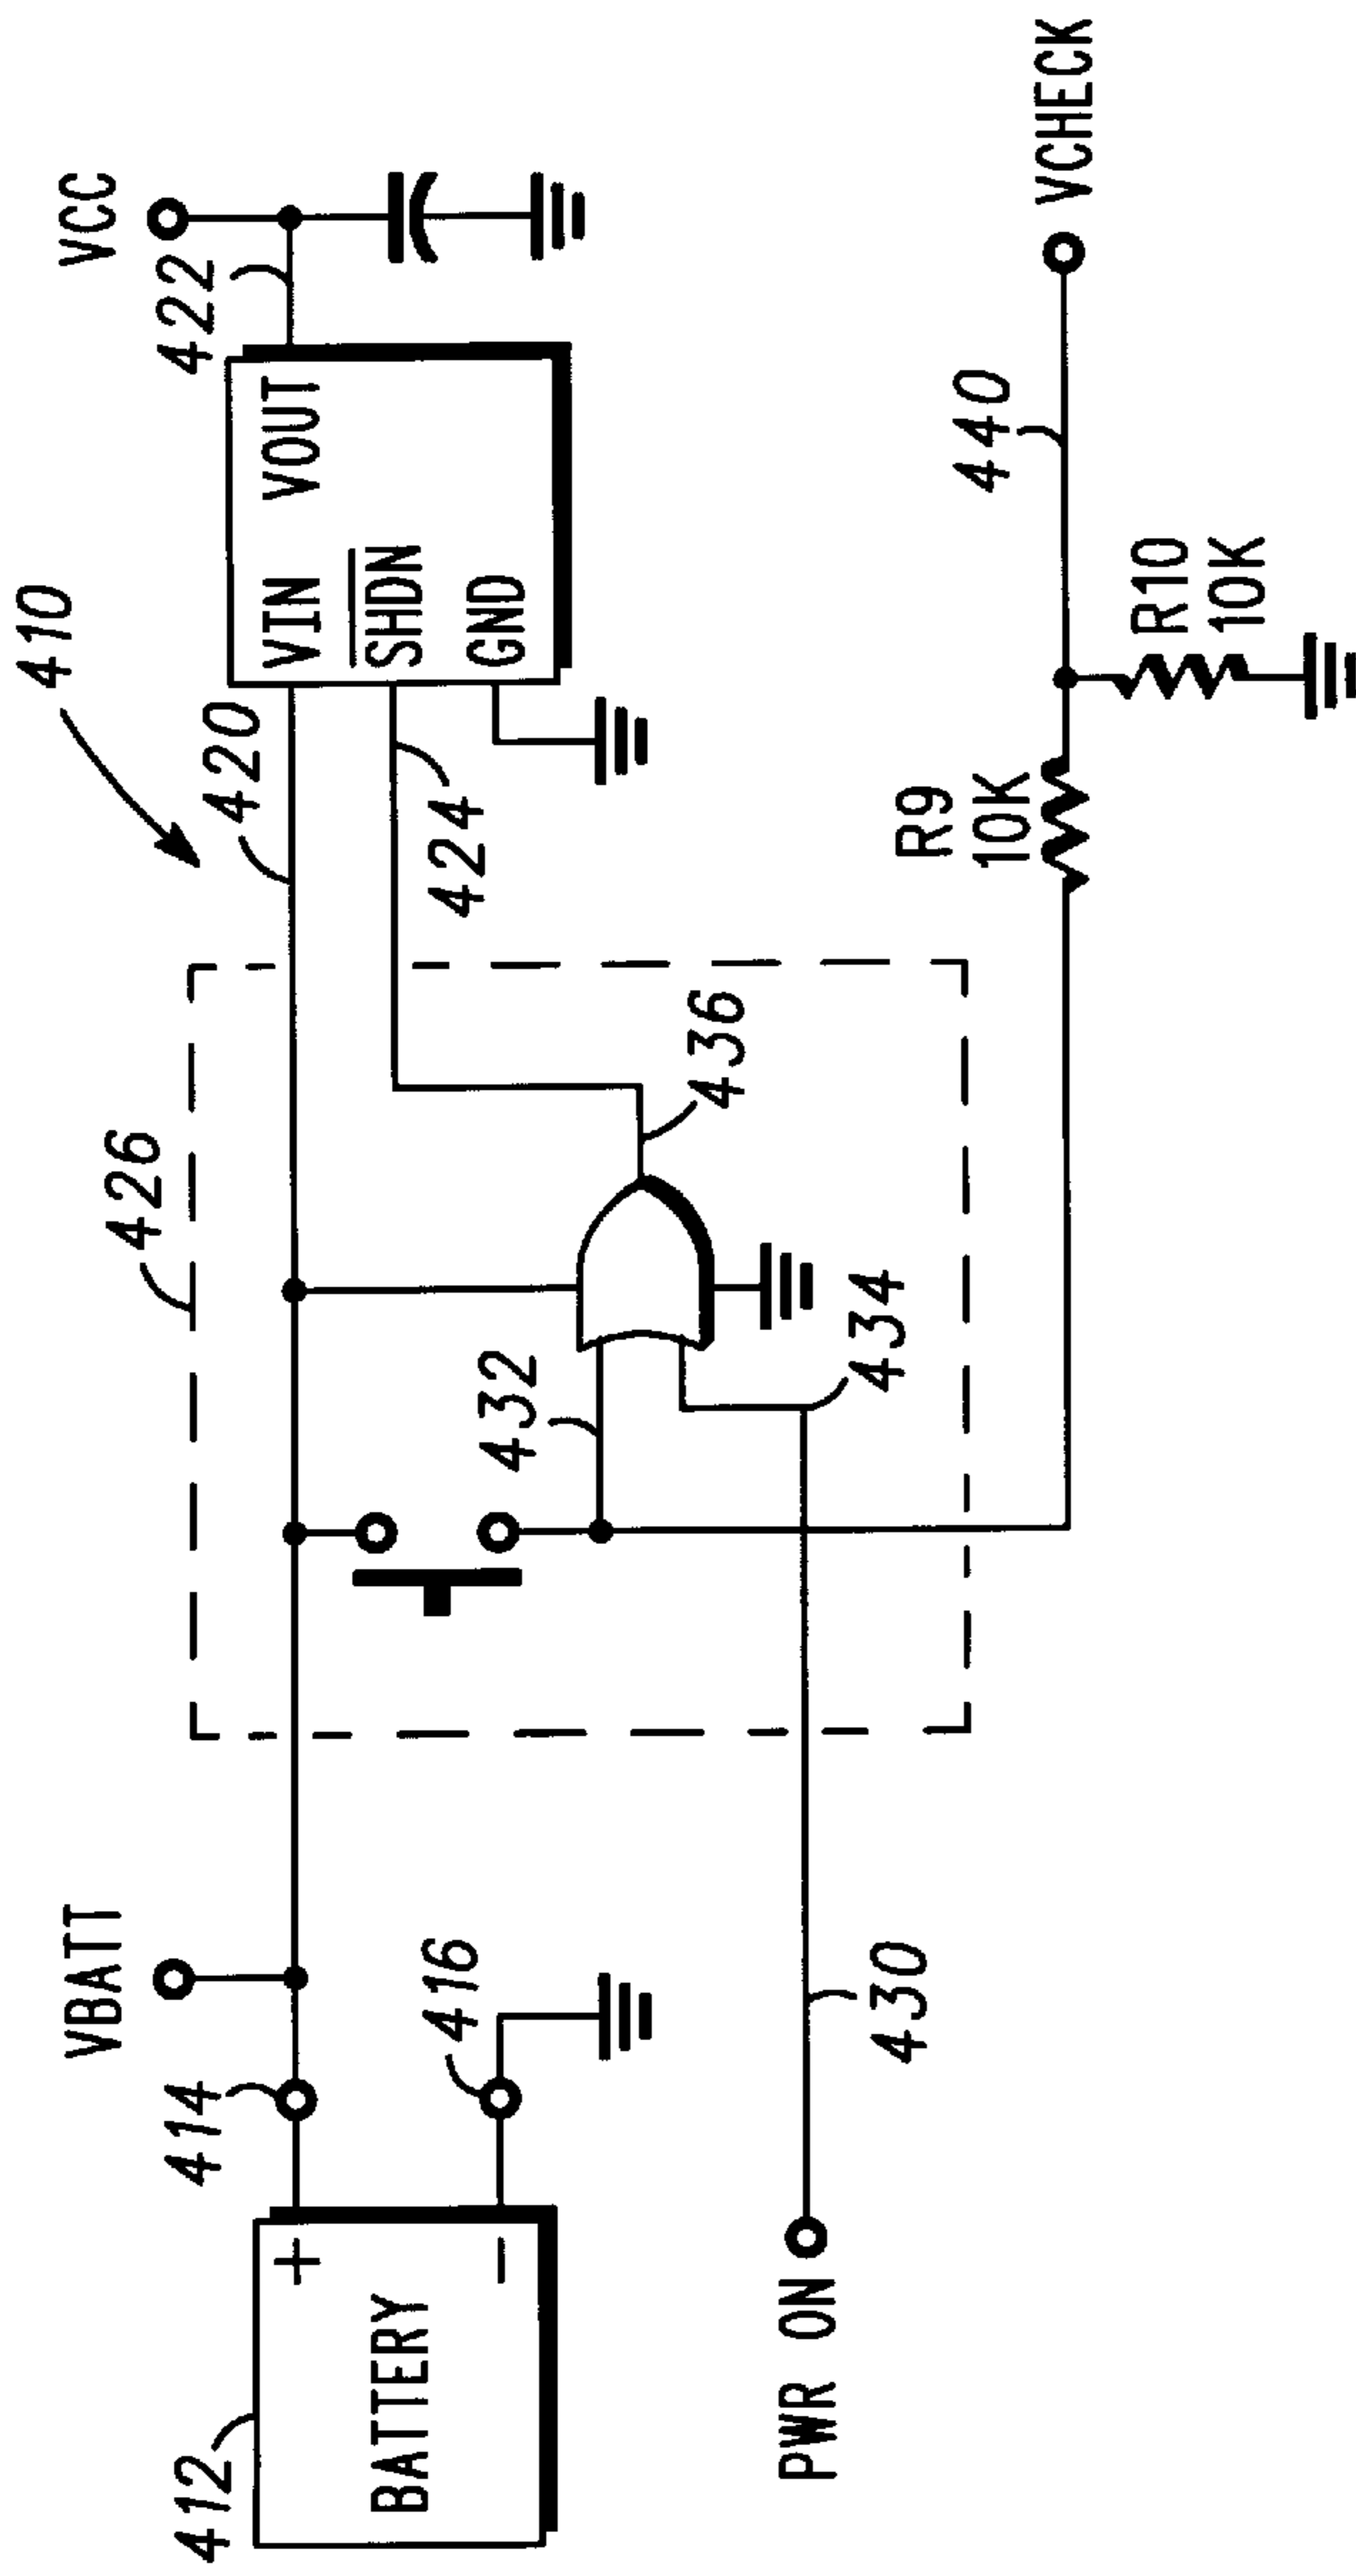 410
VBATT
VCC
414
426
420
422
412
+
VIN
VOUT
BATTERY
SHDN
416
432
424
GND
−
436
434
R9
10K
440
PWR ON
430
VCHECK
R10
10K